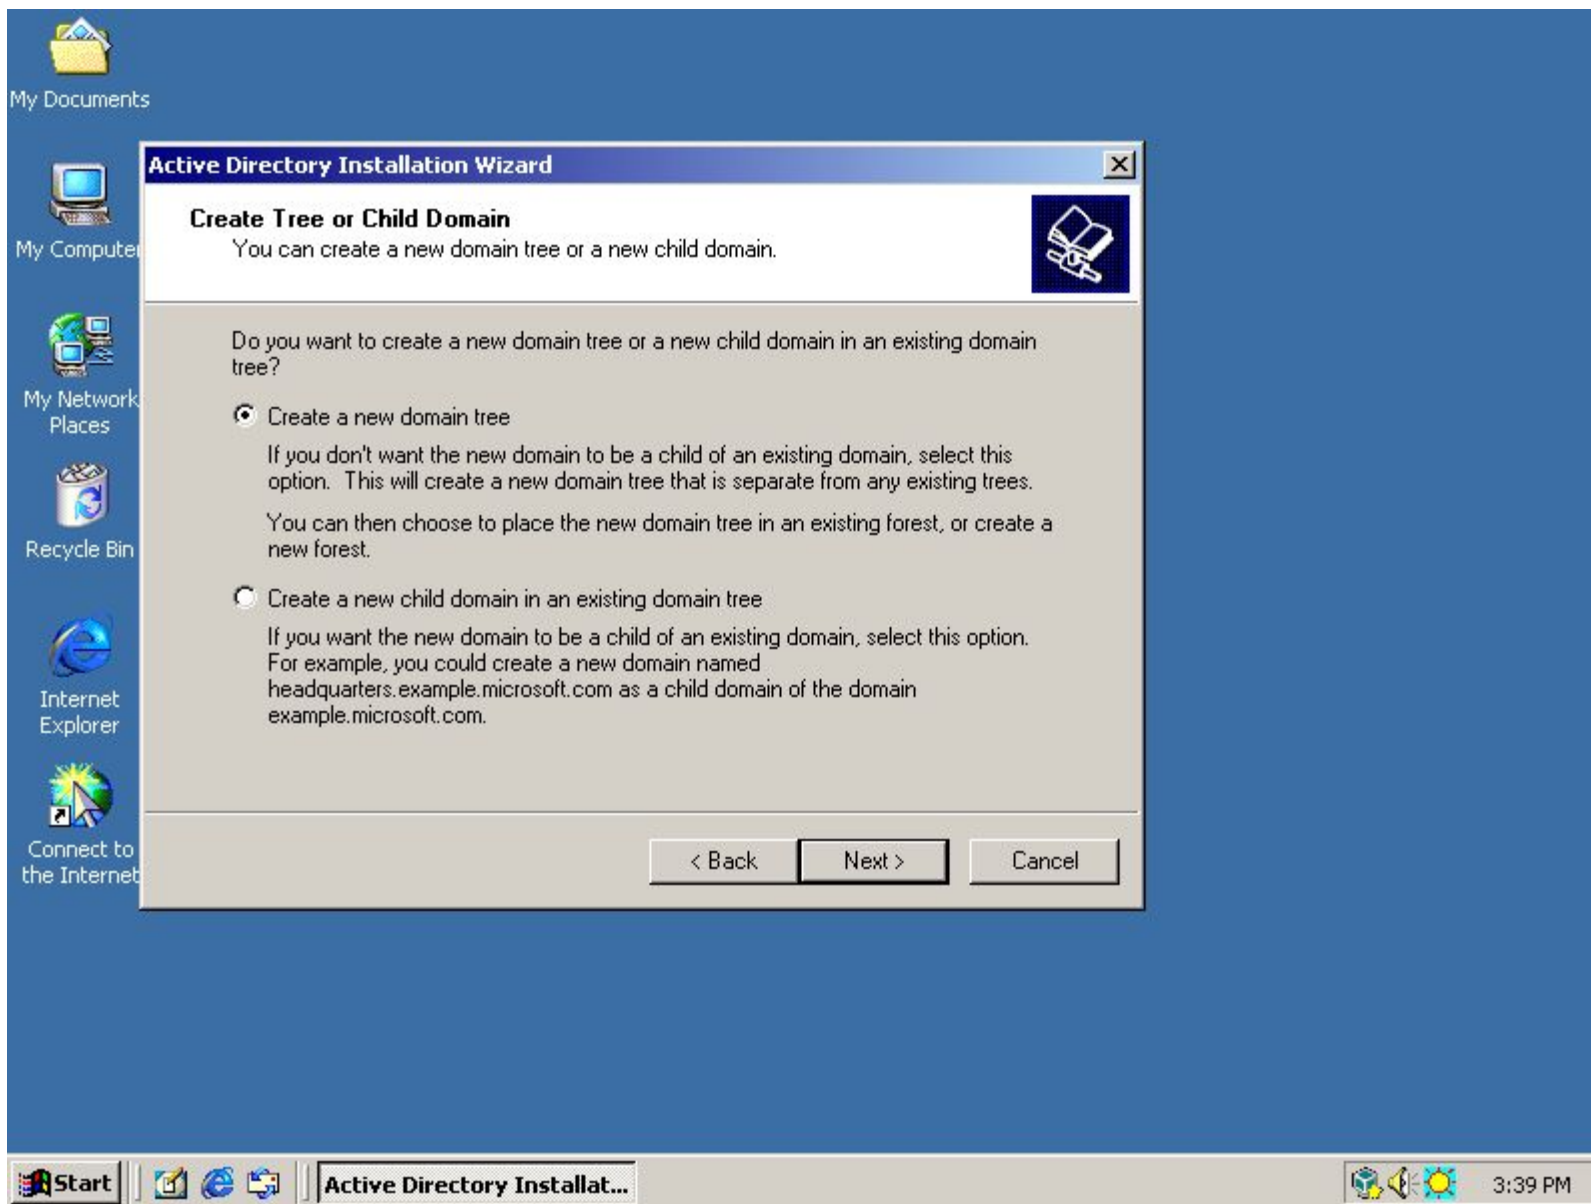 My Documents
My Computer
My Network
Places
Recycle Bin
Internet
Explorer
Connect to
the Internet
Active Directory Installation Wizard
Create Tree or Child Domain
You can create a new domain tree or a new child domain.
Do you want to create a new domain tree or a new child domain in an existing domain
tree?
Create a new domain tree
If you don't want the new domain to be a child of an existing domain, select this
option. This will create a new domain tree that is separate from any existing trees.
You can then choose to place the new domain tree in an existing forest, or create a
new forest.
Create a new child domain in an existing domain tree
If you want the new domain to be a child of an existing domain, select this option.
For example, you could create a new domain named
headquarters.example.microsoft.com as a child domain of the domain
example.microsoft.com.
< Back
Next >
Cancel
Start
Active Directory Installat...
3:39 PM